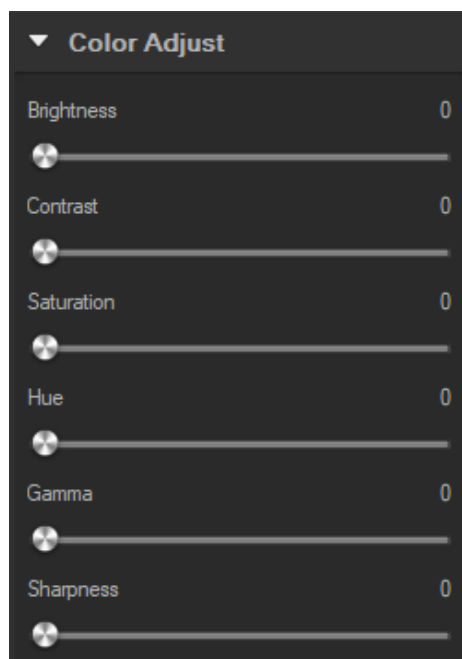 Color Adjust
Brightness 0
Contrast 0
Saturation 0
Hue 0
Gamma 0
Sharpness 0